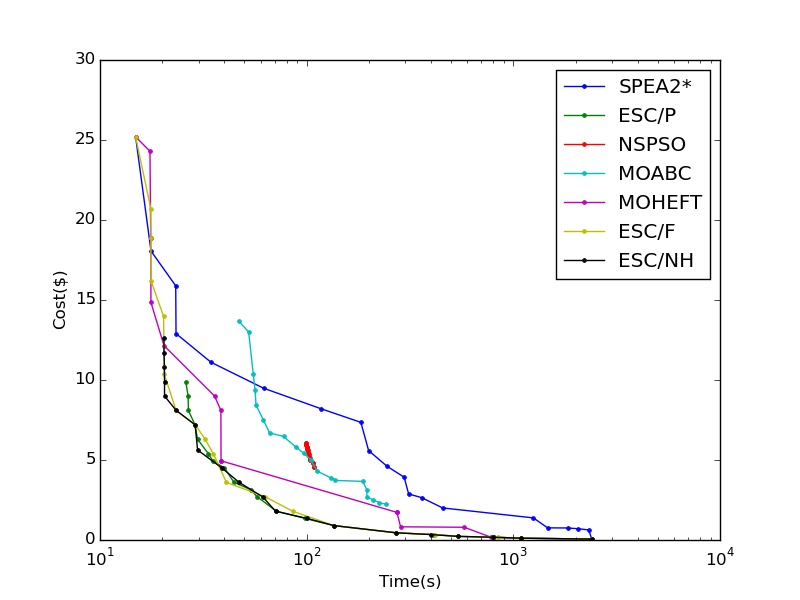 30
25
20
15
10
5
0
Cost($)
SPEA2*
ESC/P
NSPSO
MOABC
MOHEFT
ESC/F
ESC/NH
10^1
10^2
10^3
10^4
Time(s)